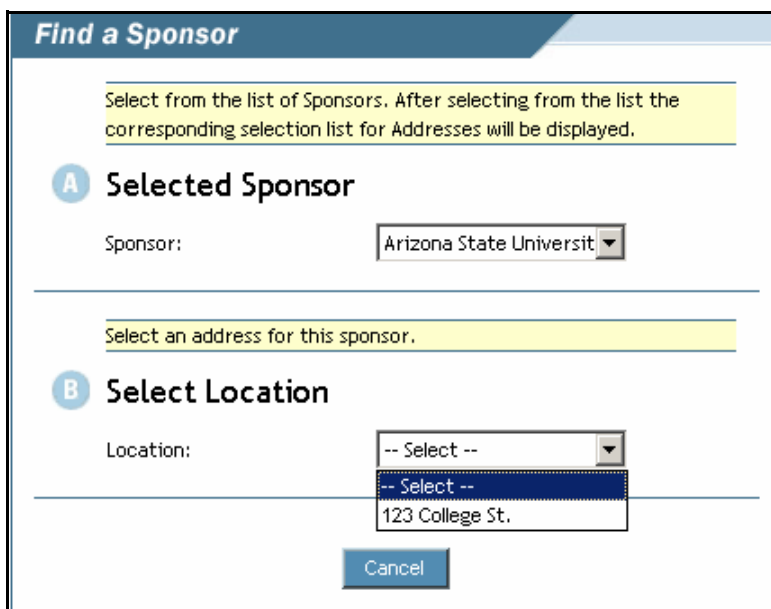 Find a Sponsor
Select from the list of Sponsors. After selecting from the list the
corresponding selection list for Addresses will be displayed.
A Selected Sponsor
Sponsor: Arizona State Universit
Select an address for this sponsor.
B Select Location
Location: -- Select --
-- Select --
123 College St.
Cancel